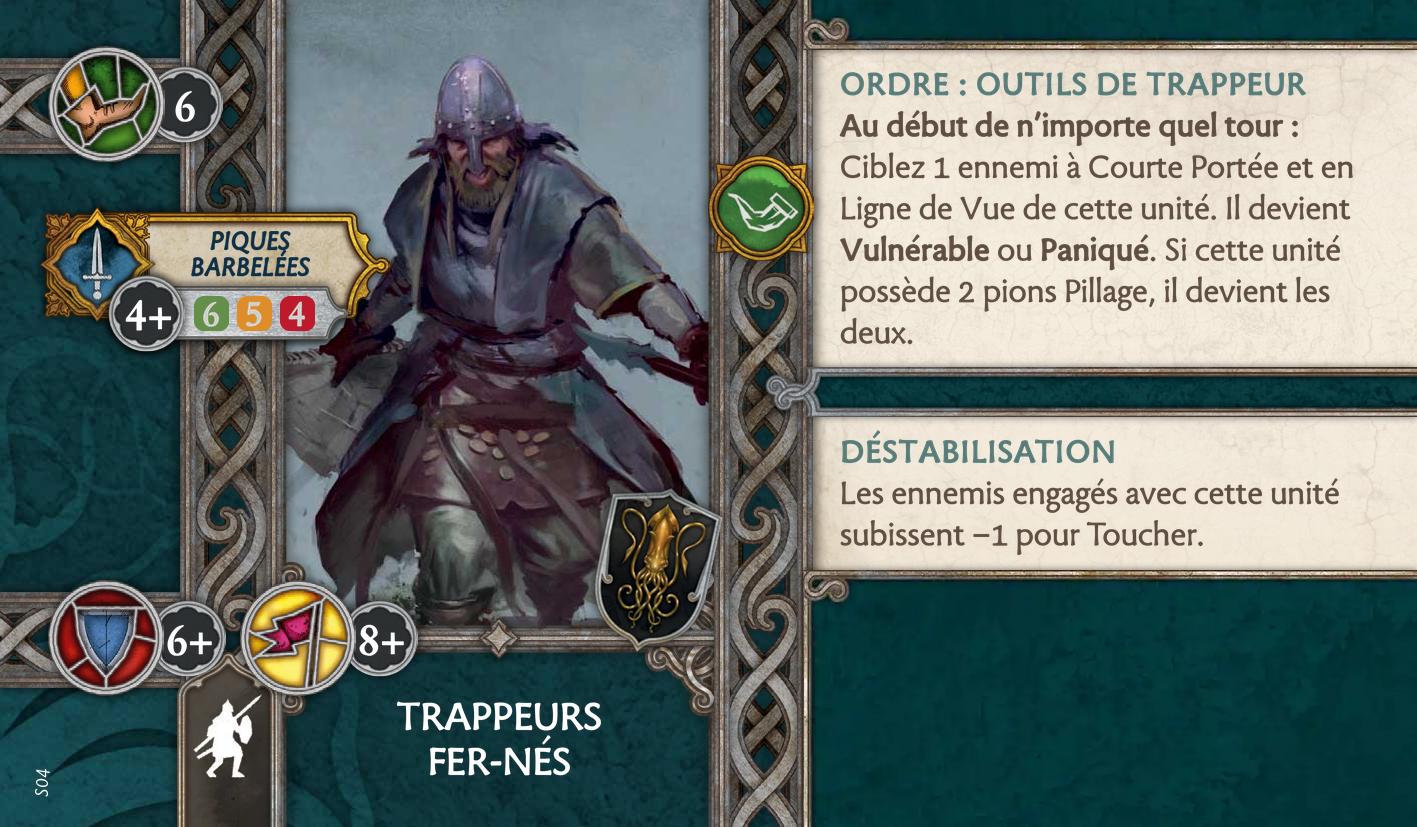 6
PIQUES
BARBELÉES
4+ 6 5 4
6+
8+
TRAPPEURS
FER-NÉS
S04
ORDRE : OUTILS DE TRAPPEUR
Au début de n’importe quel tour :
Ciblez 1 ennemi à Courte Portée et en
Ligne de Vue de cette unité. Il devient
Vulnérable ou Paniqué. Si cette unité
possède 2 pions Pillage, il devient les
deux.
DÉSTABILISATION
Les ennemis engagés avec cette unité
subissent −1 pour Toucher.